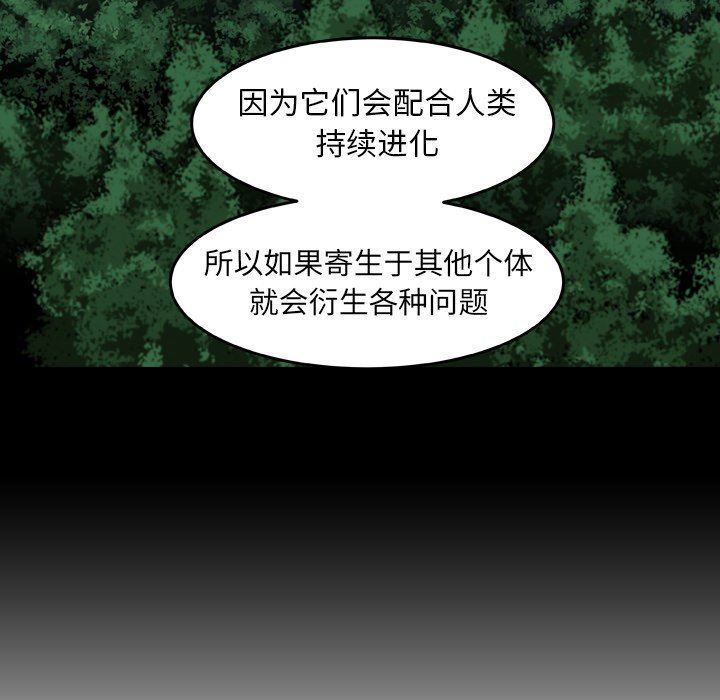 因为它们会配合人类
持续进化
所以如果寄生于其他个体
就会衍生各种问题